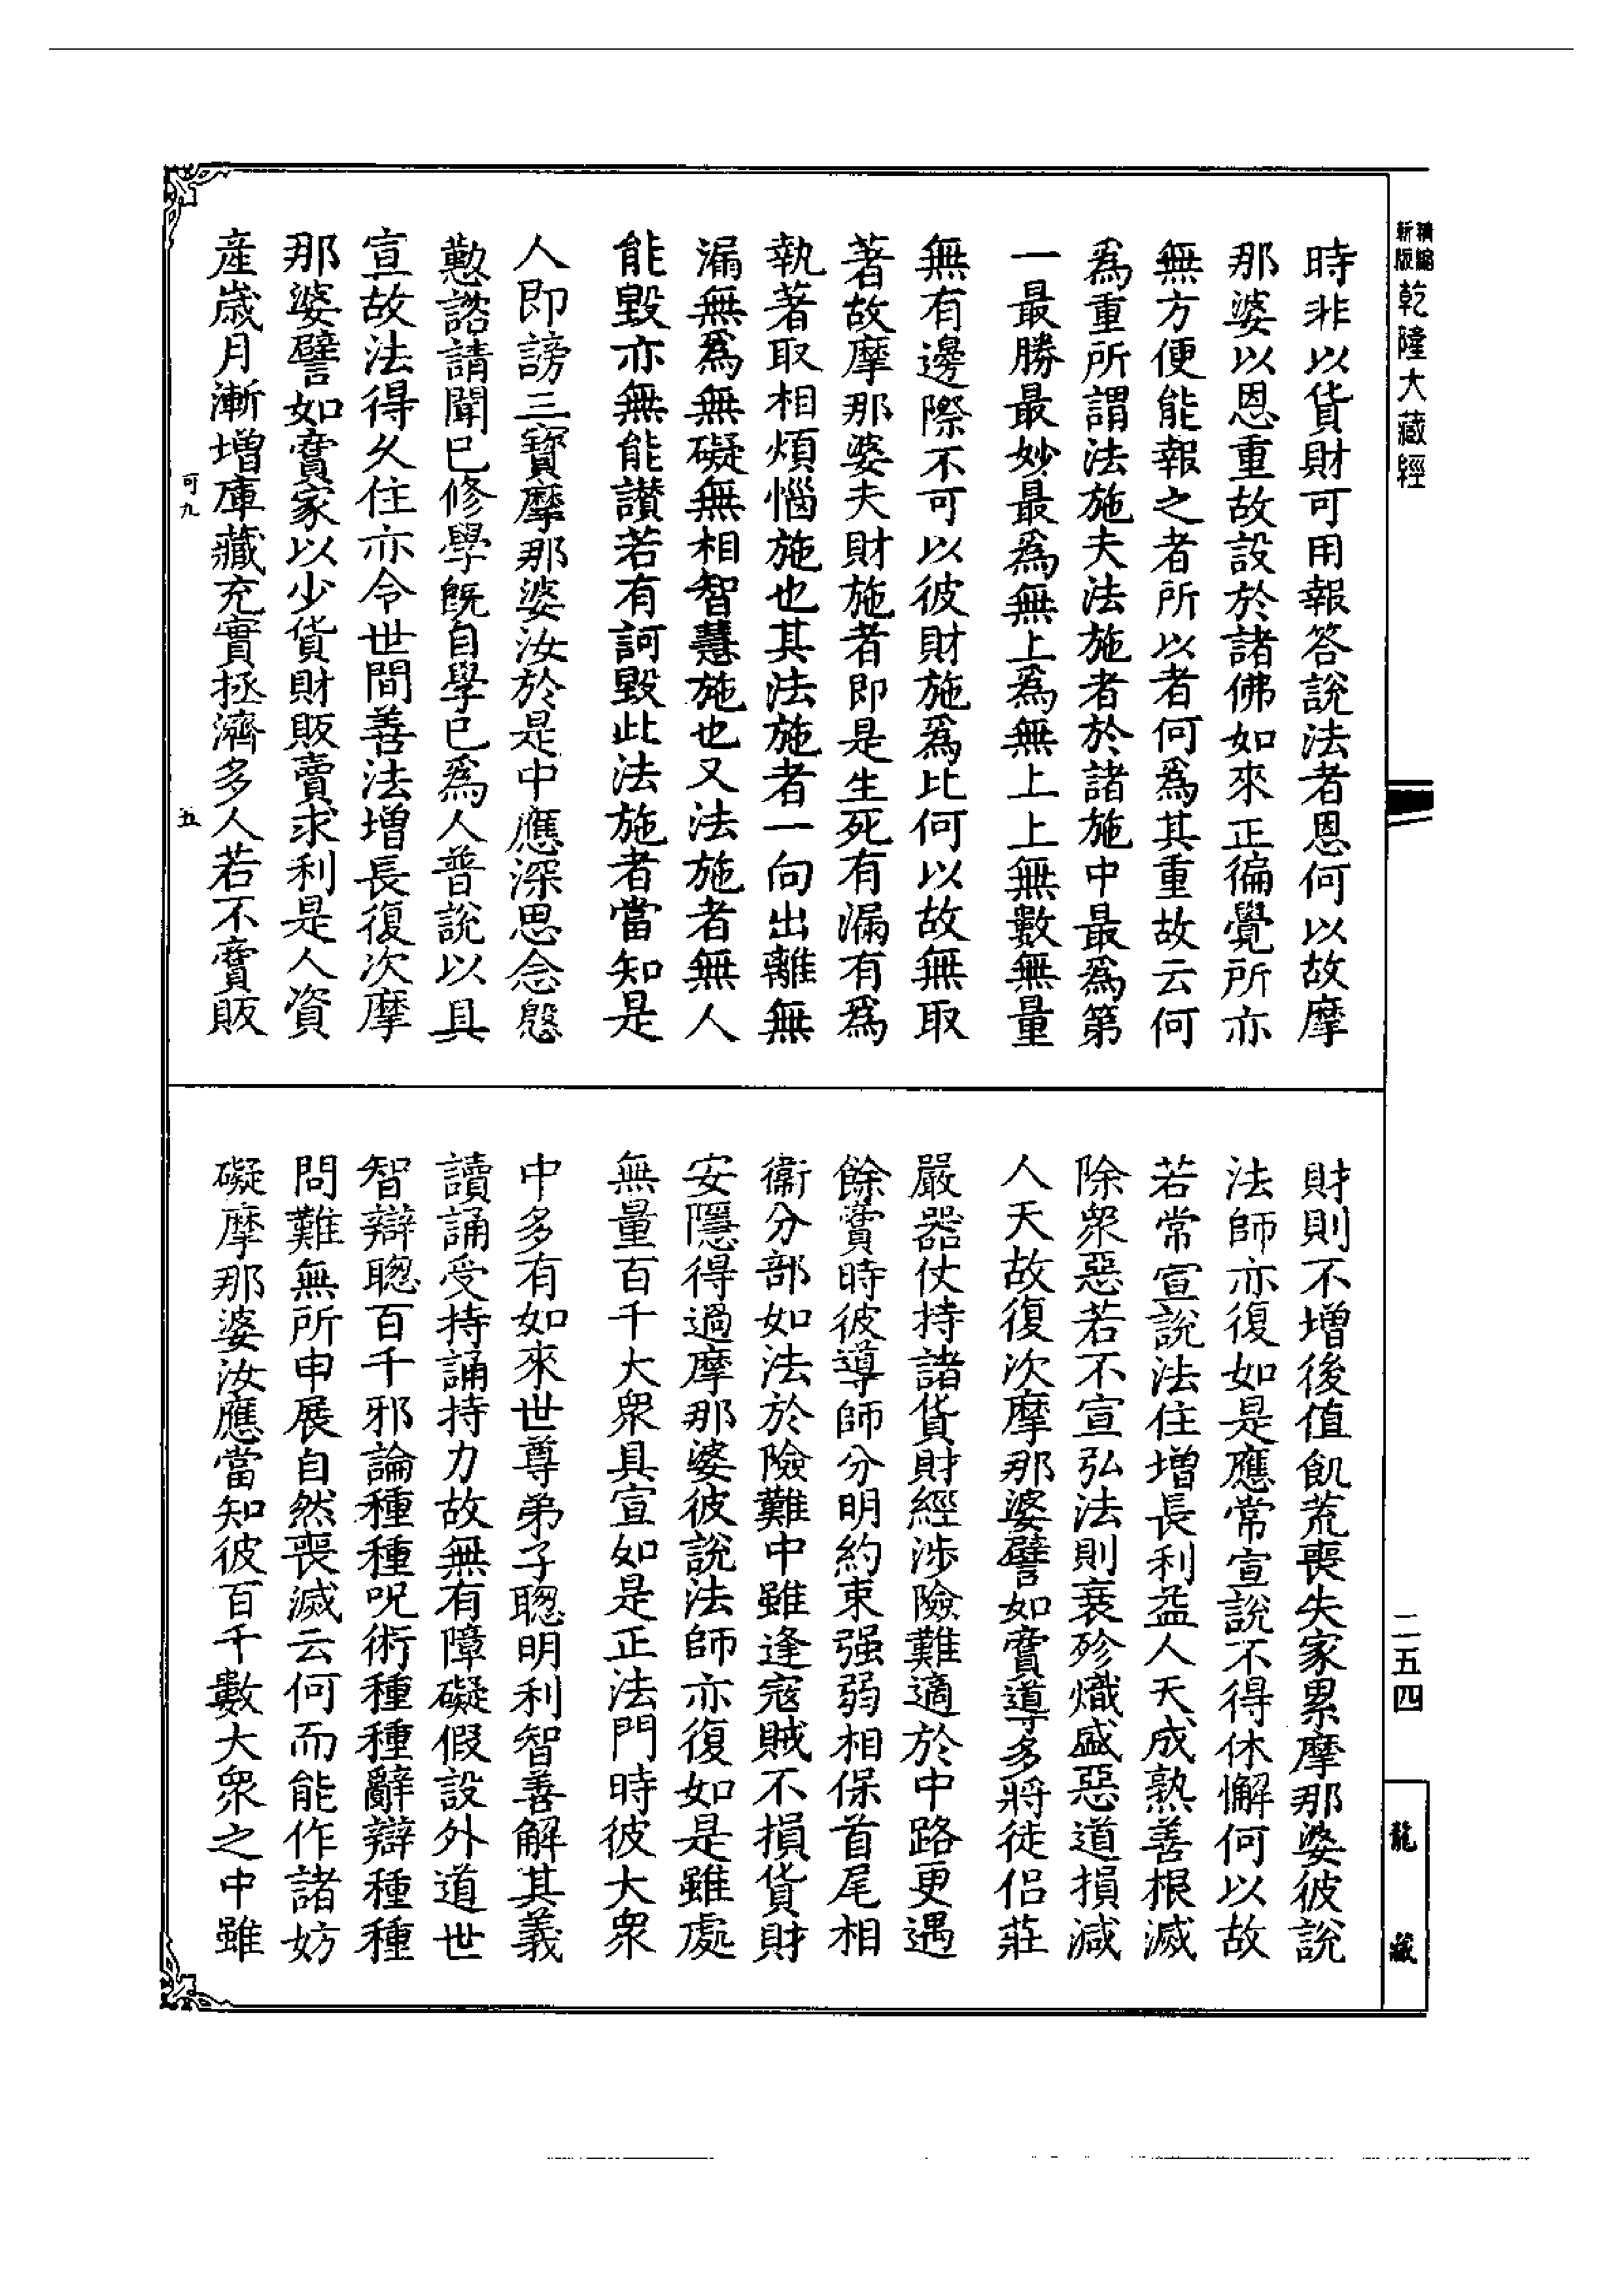 精縮
新版
乾隆大藏經
時非以貨財可用報答說法者恩何以故摩
那婆以恩重故設於諸佛如來正徧覺所亦
無方便能報之者所以者何爲其重故云何
爲重所謂法施夫法施者於諸施中最爲第
一最勝最妙最爲無上爲無上上無數無量
無有邊際不可以彼財施爲比何以故無取
著故摩那婆夫財施者即是生死有漏有爲
執著取相煩惱施也其法施者一向出離無
漏無爲無礙無相智慧施也又法施者無人
能毀亦無能讚若有訶毀此法施者當知是
人即謗三寶摩那婆汝於是中應深思念慇
懃諮請聞已修學旣自學已爲人普說以具
宣故法得久住亦令世間善法增長復次摩
那婆譬如賣家以少貨財販賣求利是人資
產歲月漸增庫藏充實拯濟多人若不賣販
可九
五
財則不增後值飢荒喪失家累摩那婆彼說
法師亦復如是應常宣說不得休懈何以故
若常宣說法住增長利益人天成熟善根滅
除衆惡若不宣弘法則衰殄熾盛惡道損減
人天故復次摩那婆譬如賣導多將徒侶莊
嚴器仗持諸貨財經涉險難適於中路更遇
餘賣時彼導師分明約束强弱相保首尾相
衞分部如法於險難中雖逢寇賊不損貨財
安隱得過摩那婆彼說法師亦復如是雖處
無量百千大衆具宣如是正法門時彼大衆
中多有如來世尊弟子聰明利智善解其義
讀誦受持誦持力故無有障礙假設外道世
智辯聰百千邪論種種呪術種種辭辯種種
問難無所申展自然喪滅云何而能作諸妨
礙摩那婆汝應當知彼百千數大衆之中雖
二五四
龍藏